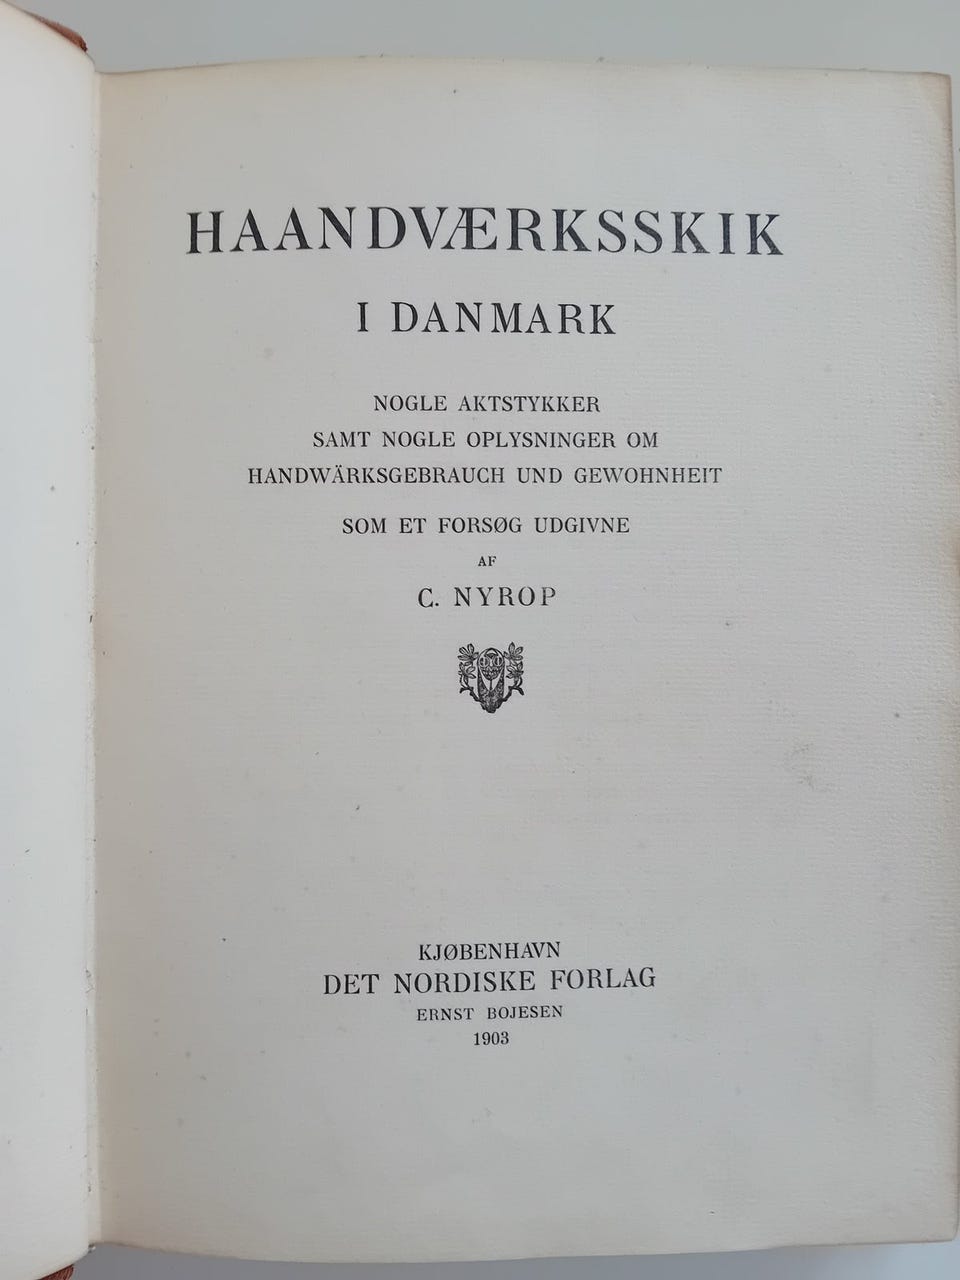 HAANDVÆRKSSKIK
I DANMARK
NOGLE AKTSTYKKER
SAMT NOGLE OPLYSNINGER OM
HANDWÄRKSGEBRAUCH UND GEWOHNHEIT
SOM ET FORSØG UDGIVNE
AF
C. NYROP
KJØBENHAVN
DET NORDISKE FORLAG
ERNST BOJESEN
1903